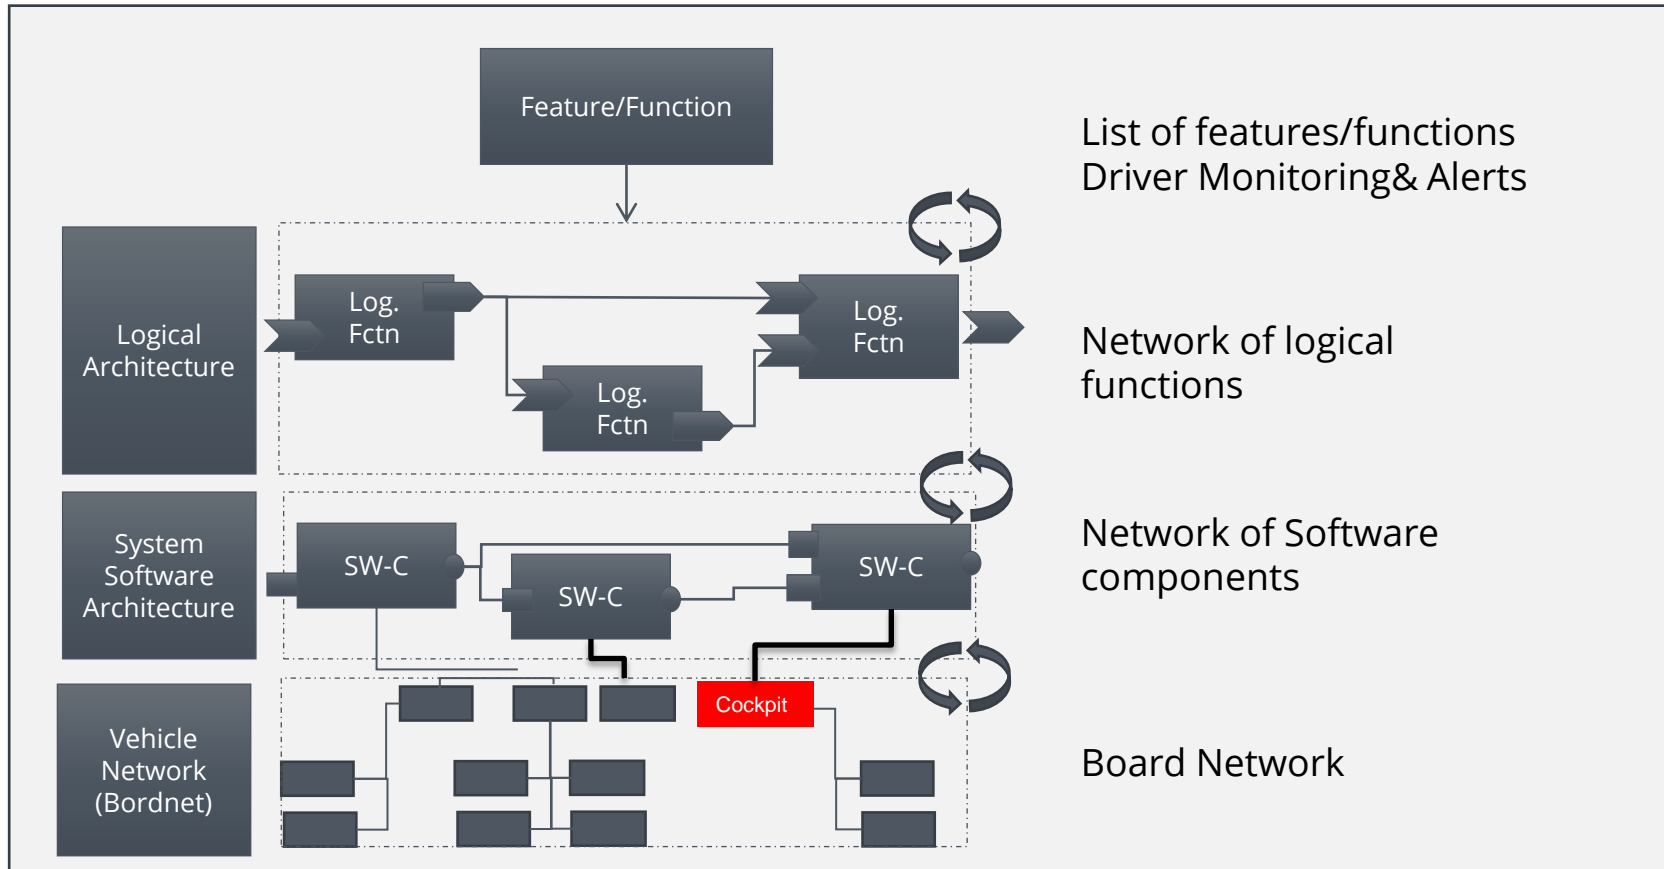 Feature/Function
List of features/functions
Driver Monitoring& Alerts
Logical
Architecture
Log.
Fctn
Log.
Fctn
Log.
Fctn
Network of logical
functions
System
Software
Architecture
SW-C
SW-C
SW-C
Network of Software
components
Vehicle
Network
(Bordnet)
Cockpit
Board Network